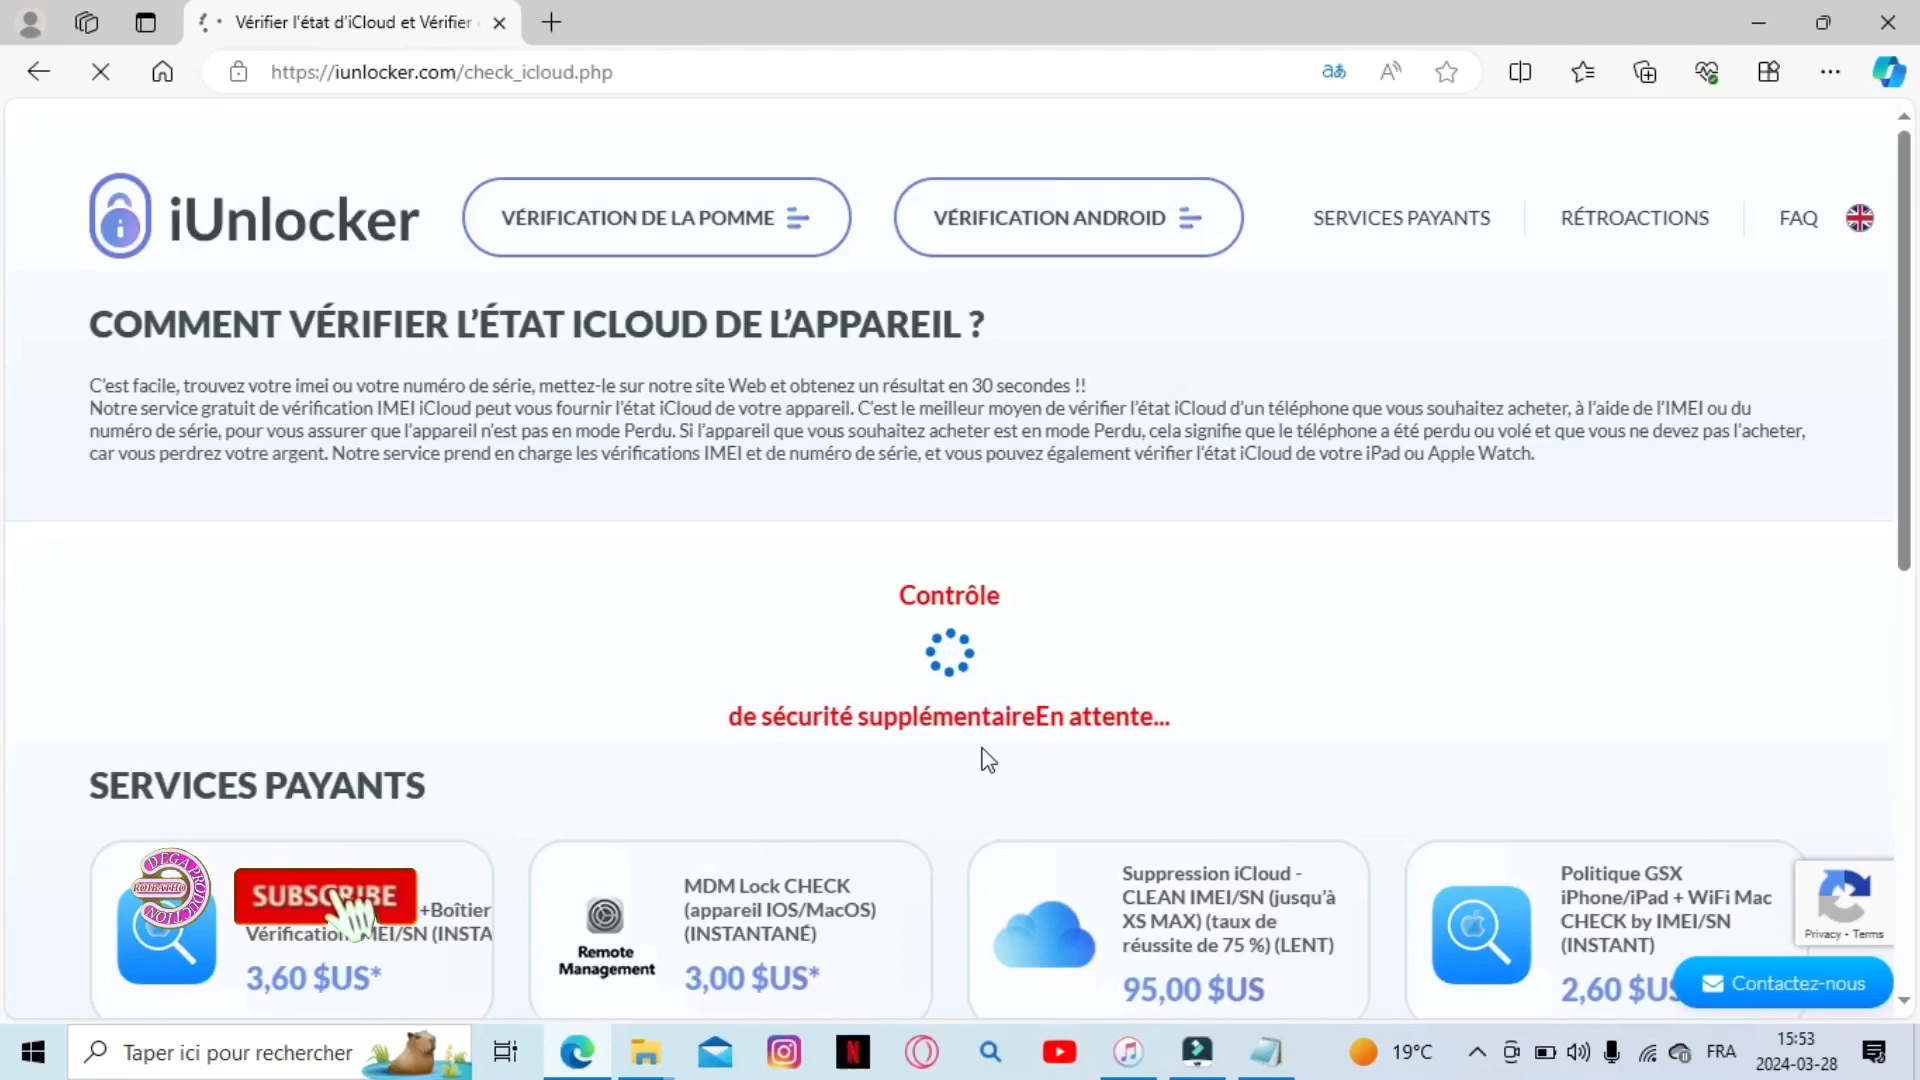 Vérifier l'état d'iCloud et Vérifier
https://iunlocker.com/check_icloud.php
iUnlocker
VÉRIFICATION DE LA POMME
VÉRIFICATION ANDROID
SERVICES PAYANTS
RÉTROACTIONS
FAQ
COMMENT VÉRIFIER L'ÉTAT ICLOUD DE L'APPAREIL ?
C'est facile, trouvez votre imei ou votre numéro de série, mettez-le sur notre site Web et obtenez un résultat en 30 secondes !!
Notre service gratuit de vérification IMEI iCloud peut vous fournir l'état iCloud de votre appareil. C'est le meilleur moyen de vérifier l'état iCloud d'un téléphone que vous souhaitez acheter, à l'aide de l'IMEI ou du
numéro de série, pour vous assurer que l'appareil n'est pas en mode Perdu. Si l'appareil que vous souhaitez acheter est en mode Perdu, cela signifie que le téléphone a été perdu ou volé et que vous ne devez pas l'acheter,
car vous perdrez votre argent. Notre service prend en charge les vérifications IMEI et de numéro de série, et vous pouvez également vérifier l'état iCloud de votre iPad ou Apple Watch.
Contrôle
de sécurité supplémentaireEn attente...
SERVICES PAYANTS
DEGA PRODUCTION
ROIBATHO
SUBSCRIBE
+Boîtier
Vérification IMEI/SN (INSTA
3,60 $US*
Remote
Management
MDM Lock CHECK
(appareil IOS/MacOS)
(INSTANTANÉ)
3,00 $US*
Suppression iCloud -
CLEAN IMEI/SN (jusqu'à
XS MAX) (taux de
réussite de 75 %) (LENT)
95,00 $US
Politique GSX
iPhone/iPad + WiFi Mac
CHECK by IMEI/SN
(INSTANT)
2,60 $US
Privacy - Terms
Contactez-nous
Taper ici pour rechercher
19°C
FRA
15:53
2024-03-28